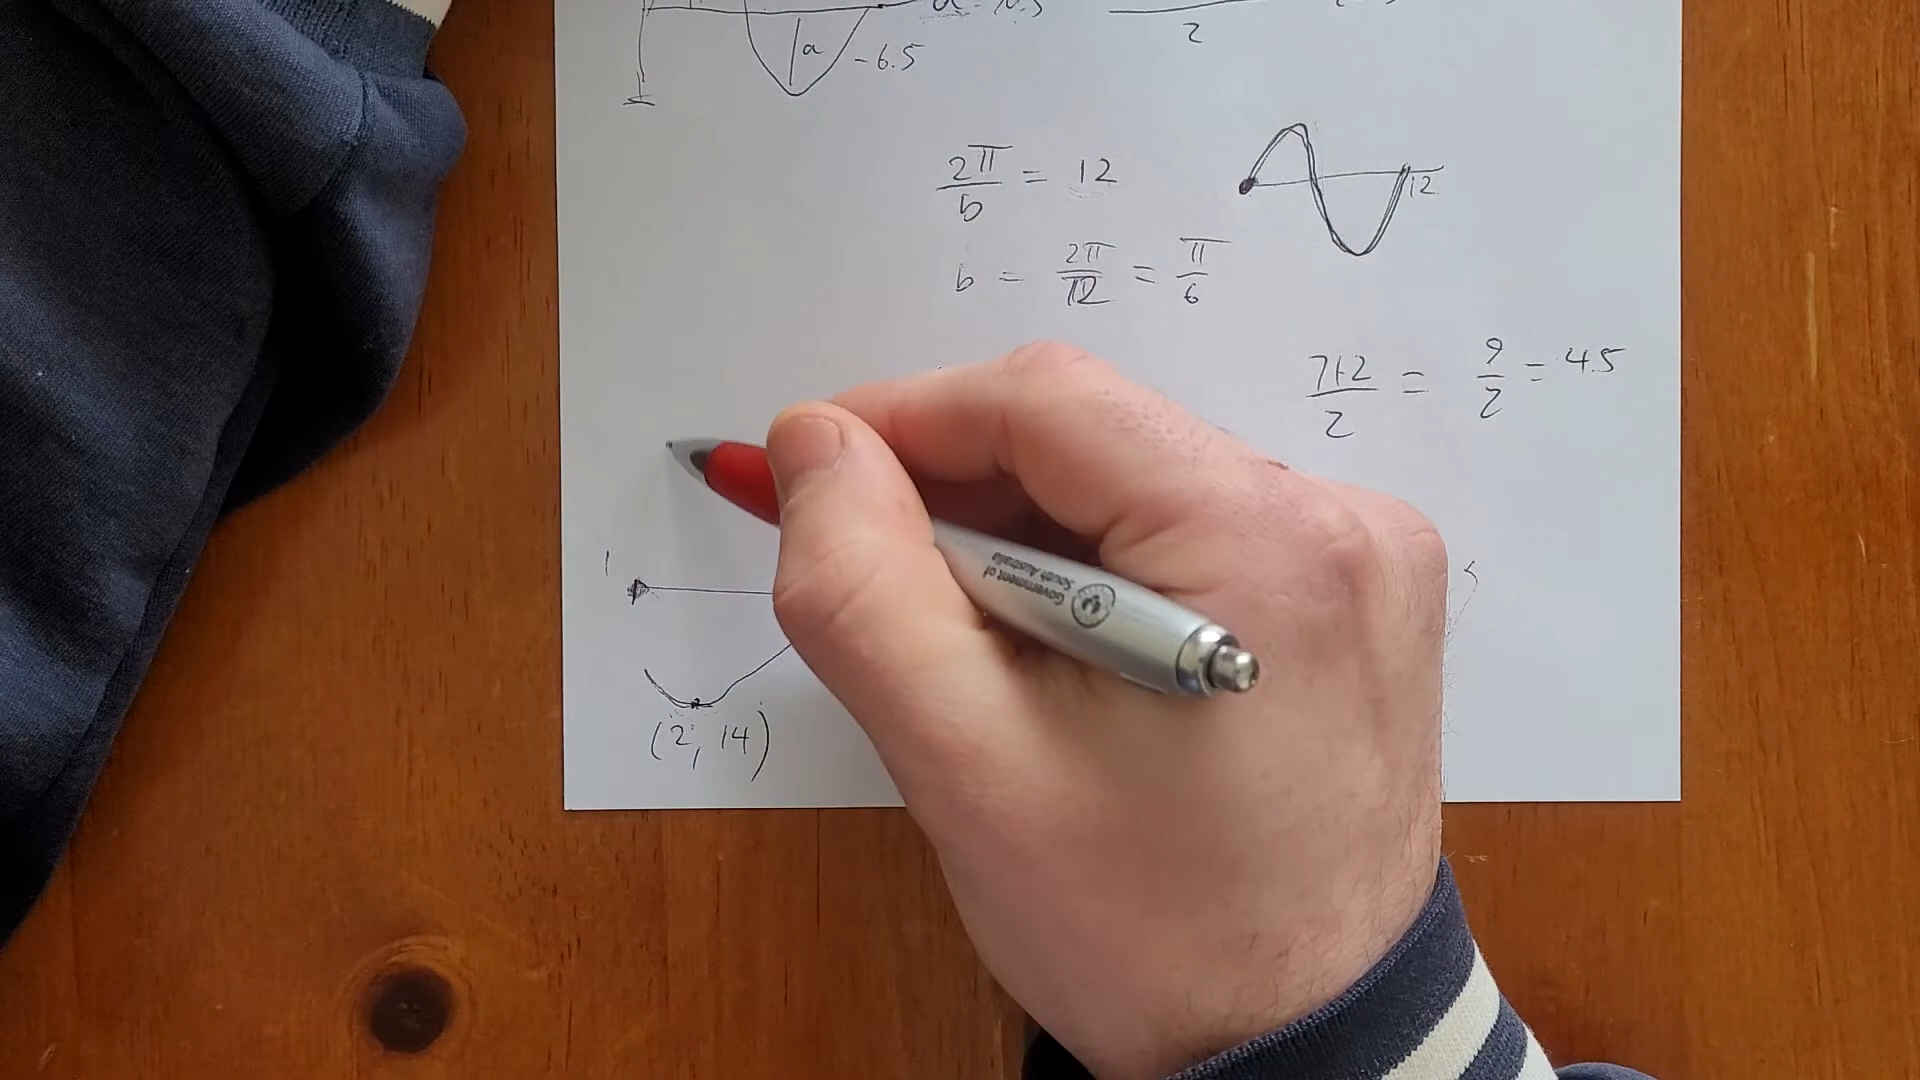 2
a
-6.5
2π/b = 12
12
b = 2π/12 = π/6
7+2/2 = 9/2 = 4.5
1
(2, 14)
Government of
South Australia